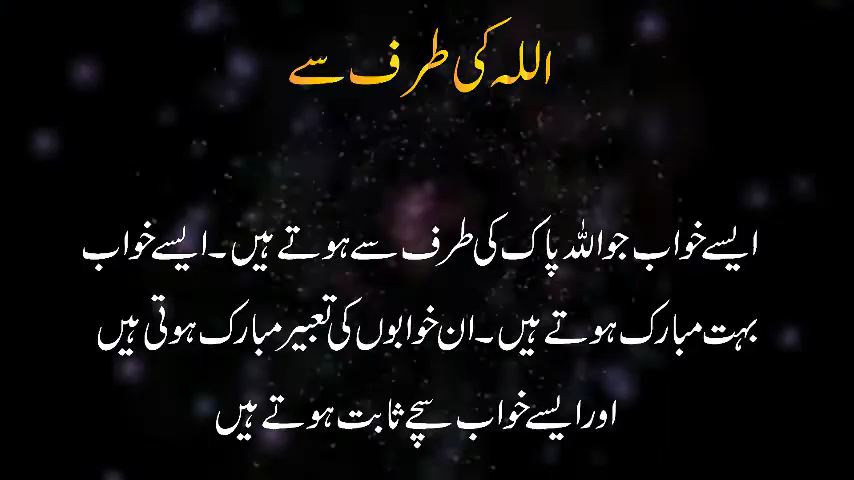 اللہ کی طرف سے
ایسے خواب جو اللہ پاک کی طرف سے ہوتے ہیں۔ ایسے خواب
بہت مبارک ہوتے ہیں۔ ان خوابوں کی تعبیر مبارک ہوتی ہیں
اور ایسے خواب سچے ثابت ہوتے ہیں